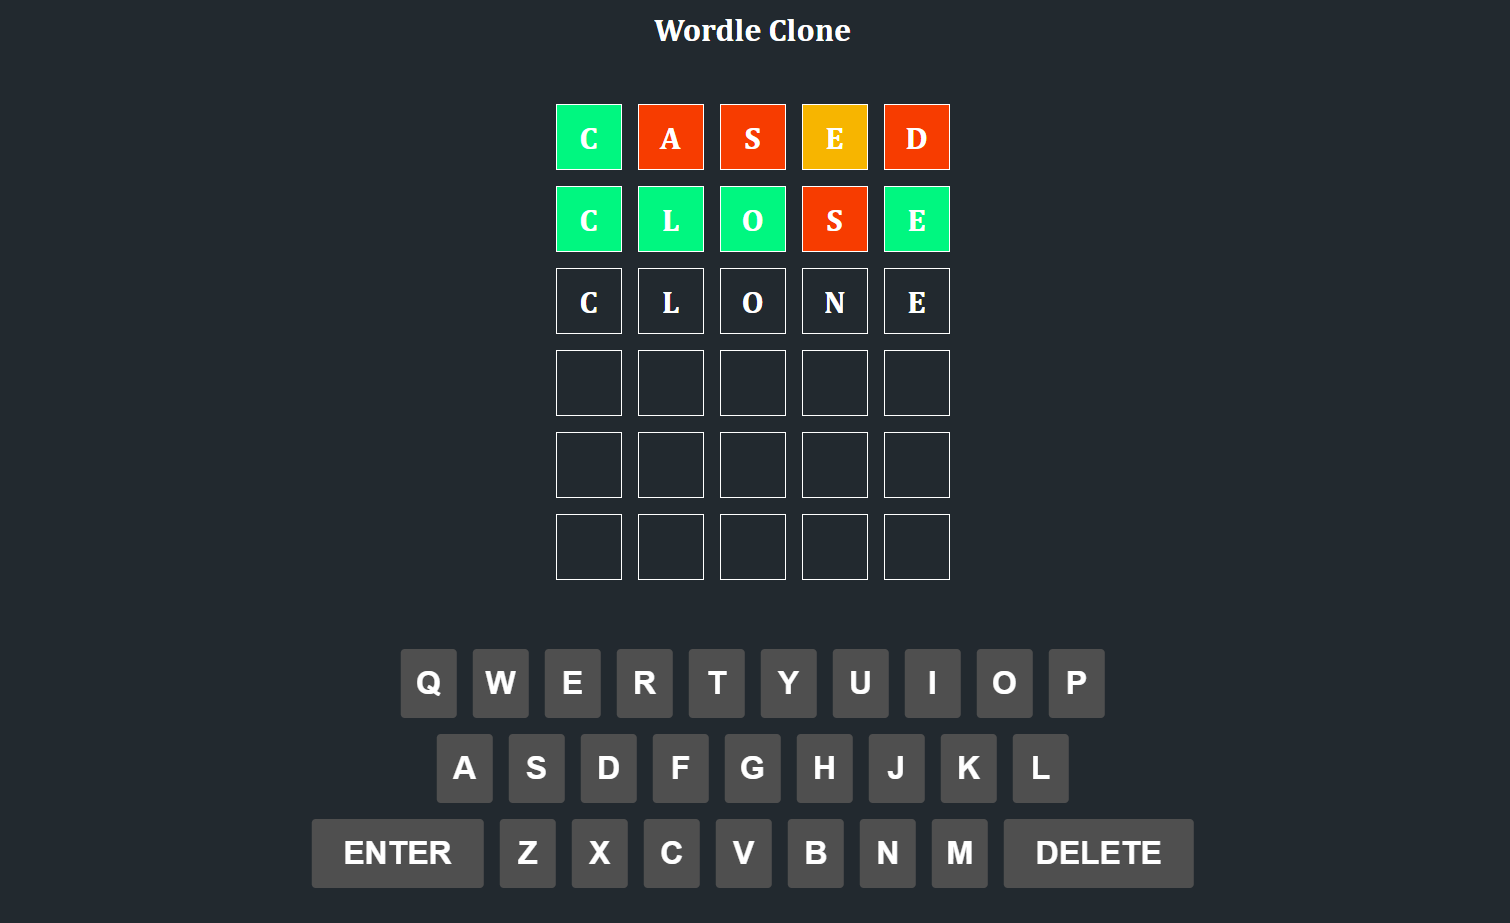 Wordle Clone
C A S E D
C L O S E
C L O N E
Q W E R T Y U I O P
A S D F G H J K L
ENTER Z X C V B N M DELETE